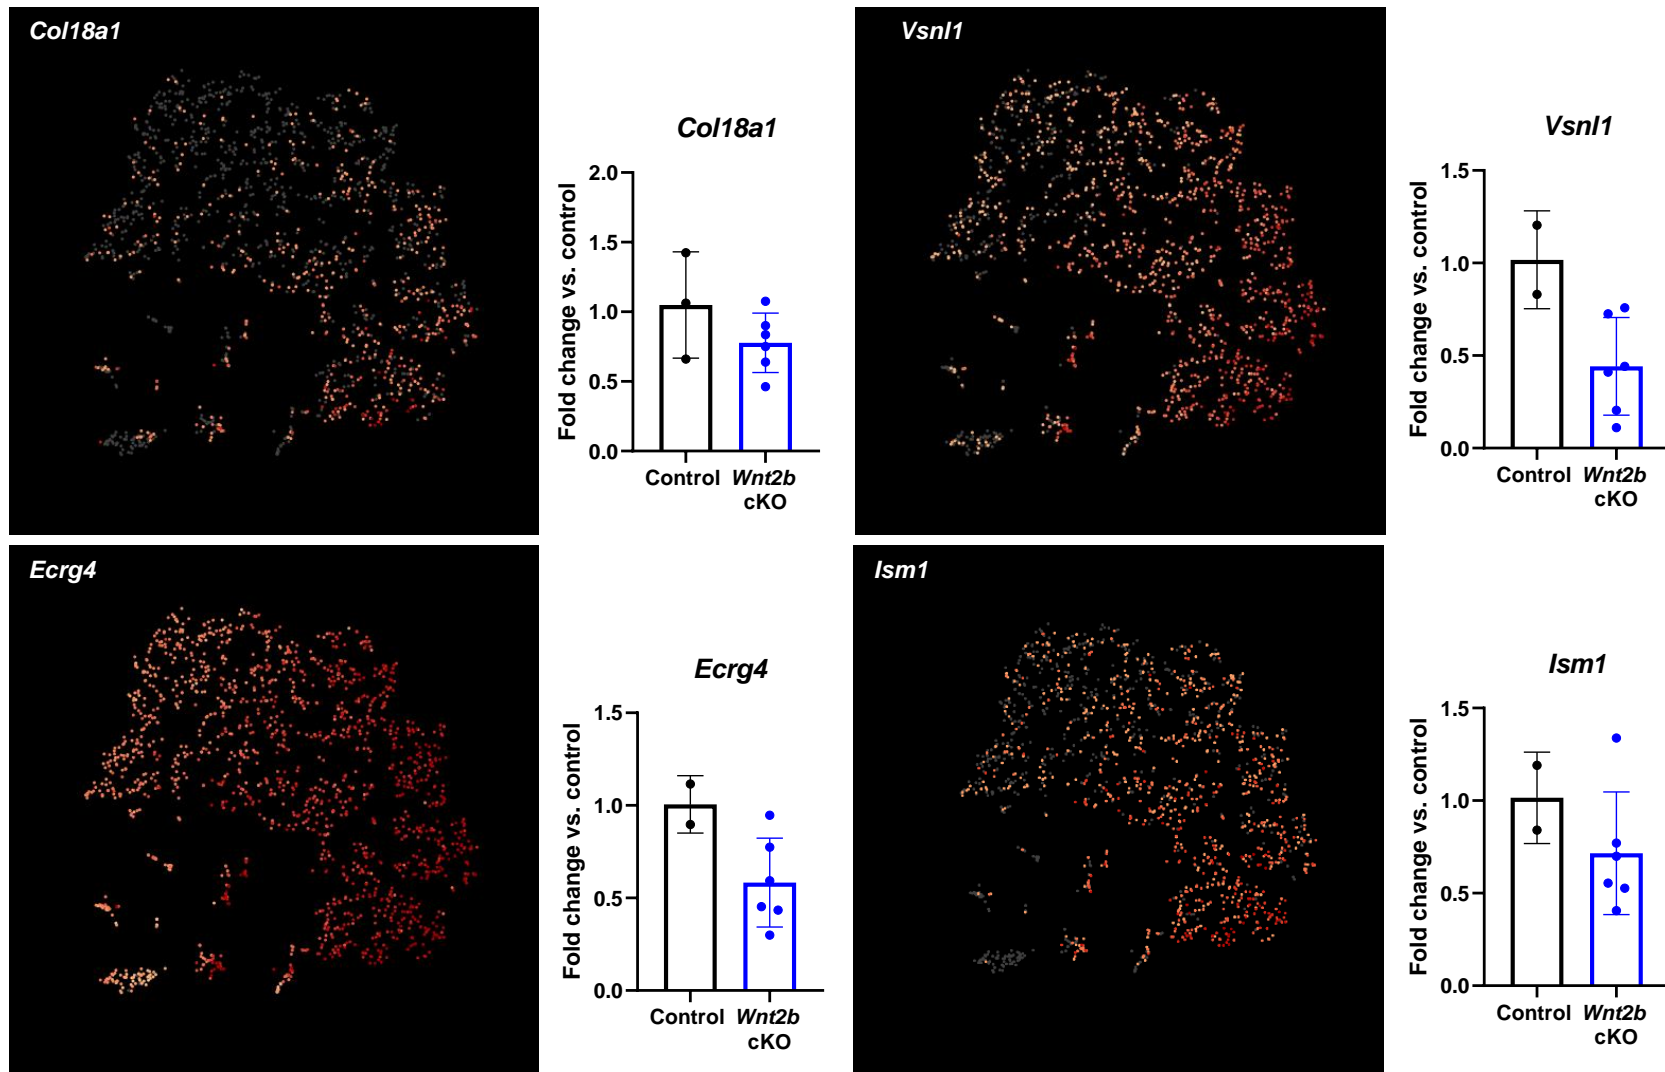 Col18a1
Col18a1
Fold change vs. control
2.0
1.5
1.0
0.5
0.0
Control
Wnt2b
cKO
Vsnl1
Vsnl1
Fold change vs. control
1.5
1.0
0.5
0.0
Control
Wnt2b
cKO
Ecrg4
Ecrg4
Fold change vs. control
1.5
1.0
0.5
0.0
Control
Wnt2b
cKO
Ism1
Ism1
Fold change vs. control
1.5
1.0
0.5
0.0
Control
Wnt2b
cKO